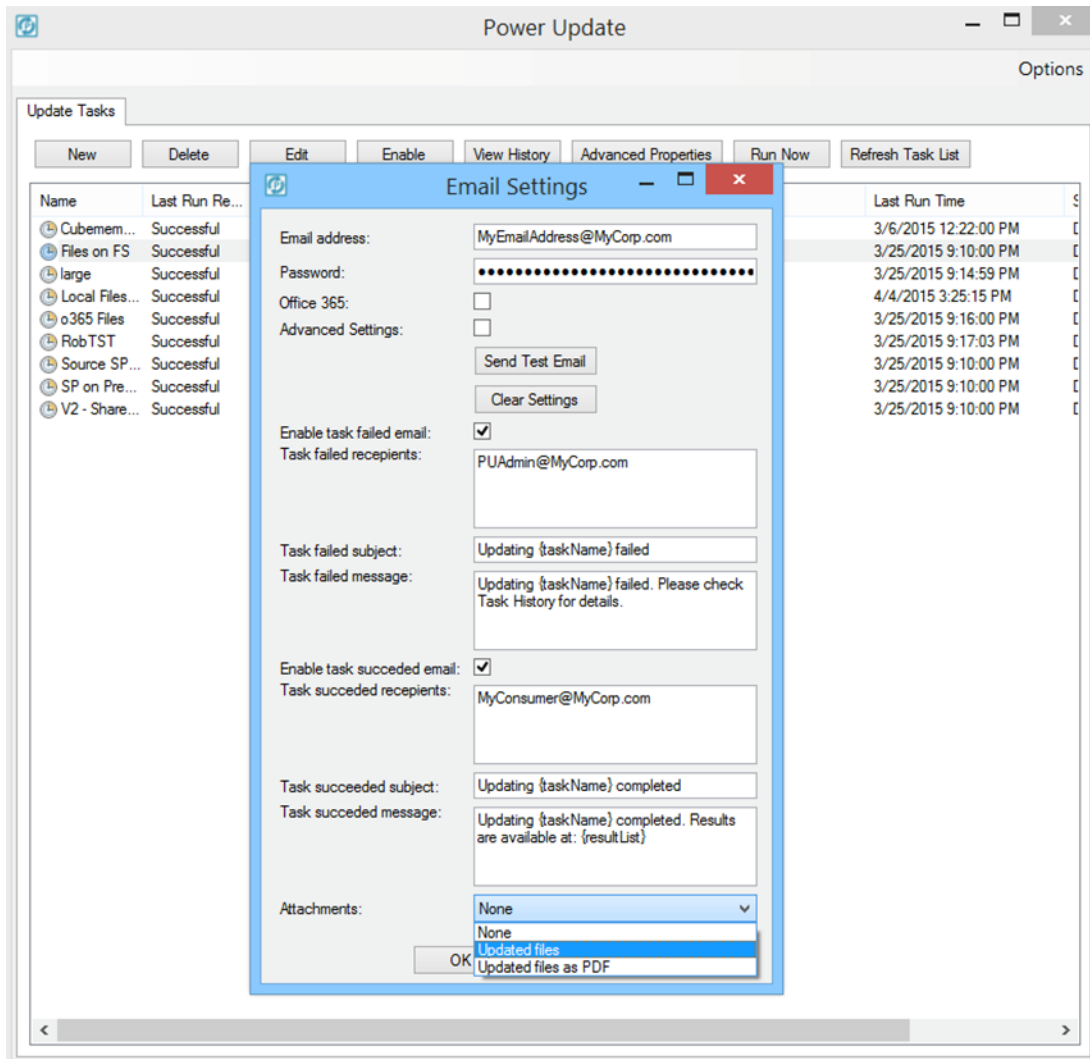 Power Update
Options
Update Tasks
New Delete Edit Enable View History Advanced Properties Run Now Refresh Task List
Email Settings
Name Last Run Re... Last Run Time
Cubemem... Successful 3/6/2015 12:22:00 PM
Files on FS Successful 3/25/2015 9:10:00 PM
large Successful 3/25/2015 9:14:59 PM
Local Files... Successful 4/4/2015 3:25:15 PM
o365 Files Successful 3/25/2015 9:16:00 PM
RobTST Successful 3/25/2015 9:17:03 PM
Source SP... Successful 3/25/2015 9:10:00 PM
SP on Pre... Successful 3/25/2015 9:10:00 PM
V2 - Share... Successful 3/25/2015 9:10:00 PM
Email address: MyEmailAddress@MyCorp.com
Password:
Office 365:
Advanced Settings:
Send Test Email
Clear Settings
Enable task failed email:
Task failed recepients: PUAdmin@MyCorp.com
Task failed subject: Updating {taskName} failed
Task failed message: Updating {taskName} failed. Please check
Task History for details.
Enable task succeded email:
Task succeded recepients: MyConsumer@MyCorp.com
Task succeeded subject: Updating {taskName} completed
Task succeded message: Updating {taskName} completed. Results
are available at: {resultList}
Attachments: None
None
Updated files
OK Updated files as PDF